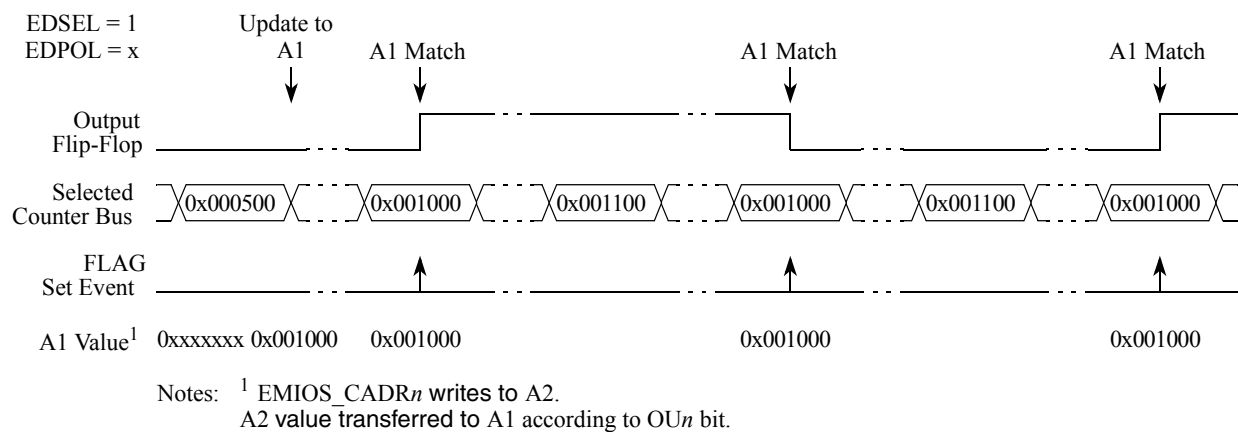 EDSEL = 1
EDPOL = x
Update to
A1
A1 Match
A1 Match
A1 Match
Output
Flip-Flop
Selected
Counter Bus
0x000500
0x001000
0x001100
0x001000
0x001100
0x001000
FLAG
Set Event
A1 Value1 0xxxxxxx 0x001000 0x001000 0x001000 0x001000
Notes: 1 EMIOS_CADRn writes to A2.
A2 value transferred to A1 according to OUn bit.